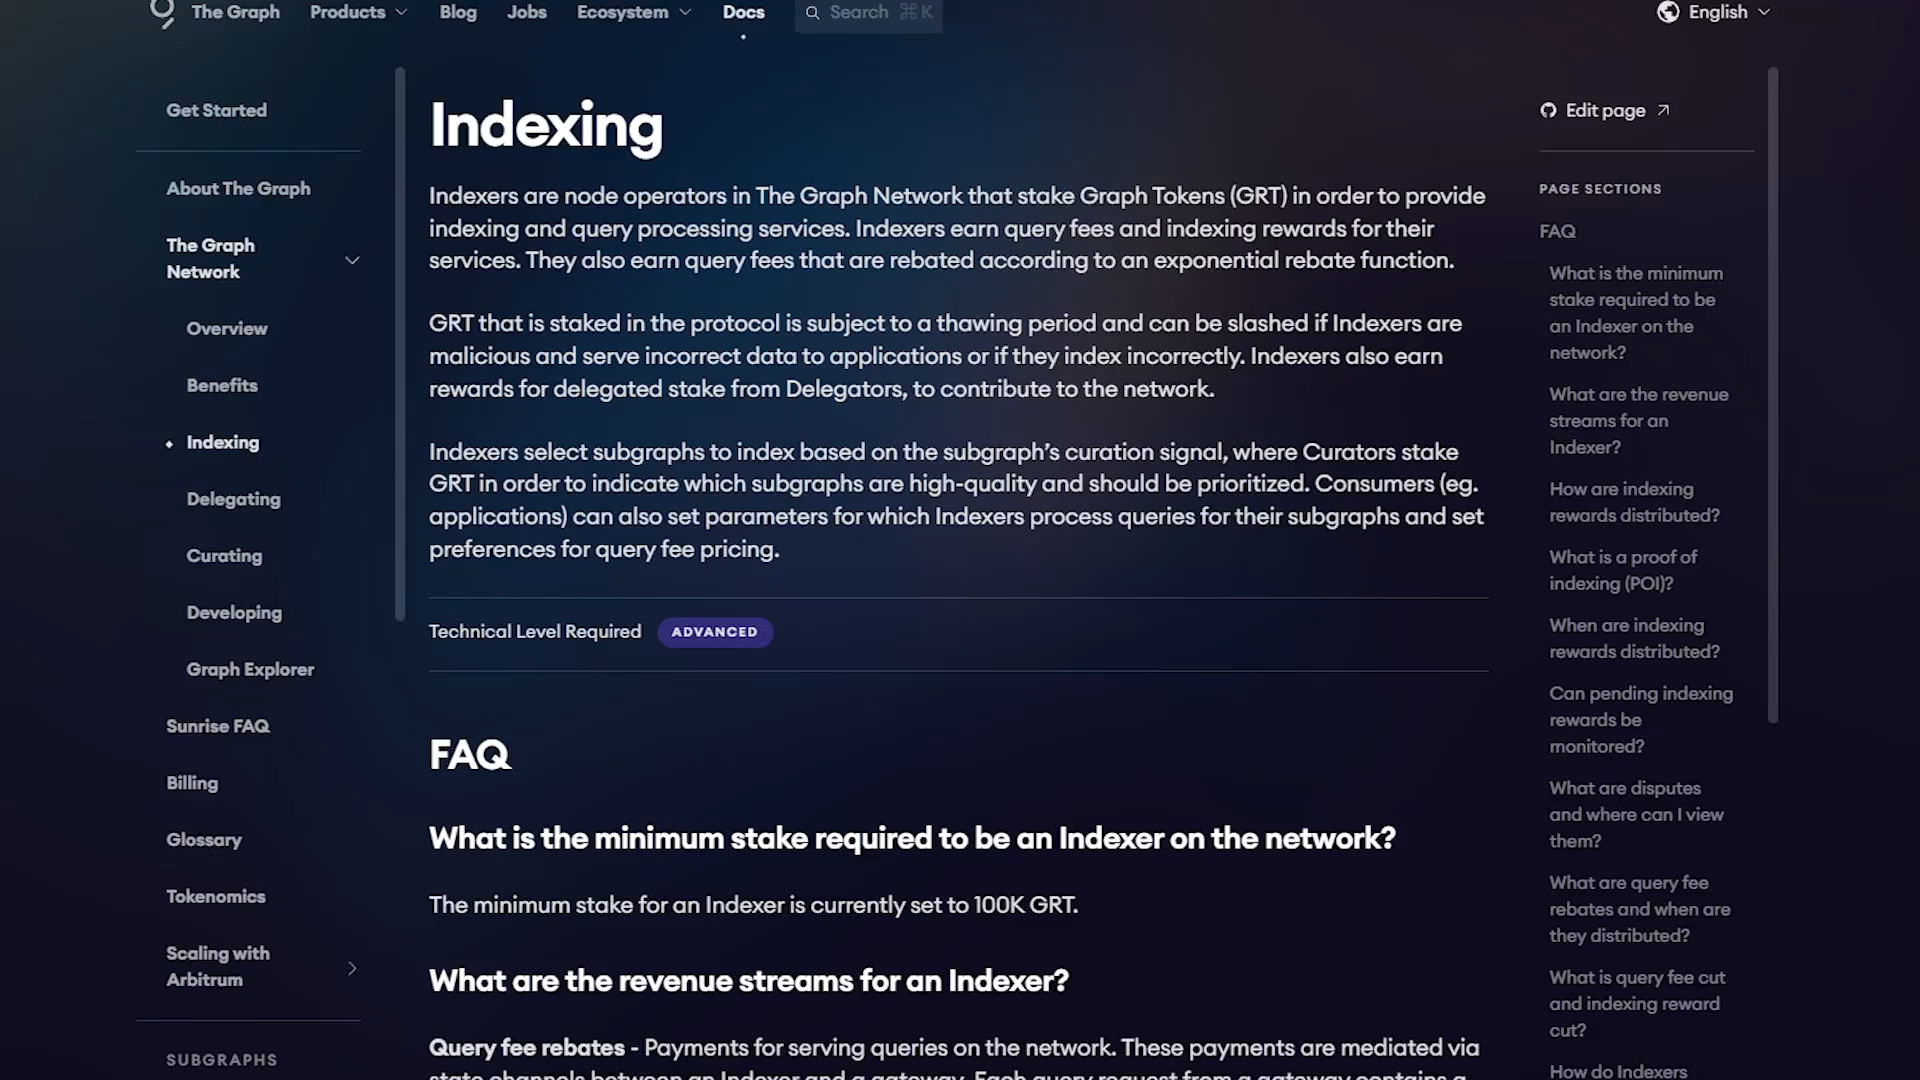 The Graph Products Blog Jobs Ecosystem Docs Search ⌘K English
Get Started
About The Graph
The Graph
Network
Overview
Benefits
Indexing
Delegating
Curating
Developing
Graph Explorer
Sunrise FAQ
Billing
Glossary
Tokenomics
Scaling with
Arbitrum
SUBGRAPHS
Indexing
Indexers are node operators in The Graph Network that stake Graph Tokens (GRT) in order to provide
indexing and query processing services. Indexers earn query fees and indexing rewards for their
services. They also earn query fees that are rebated according to an exponential rebate function.
GRT that is staked in the protocol is subject to a thawing period and can be slashed if Indexers are
malicious and serve incorrect data to applications or if they index incorrectly. Indexers also earn
rewards for delegated stake from Delegators, to contribute to the network.
Indexers select subgraphs to index based on the subgraph’s curation signal, where Curators stake
GRT in order to indicate which subgraphs are high-quality and should be prioritized. Consumers (eg.
applications) can also set parameters for which Indexers process queries for their subgraphs and set
preferences for query fee pricing.
Technical Level Required ADVANCED
FAQ
What is the minimum stake required to be an Indexer on the network?
The minimum stake for an Indexer is currently set to 100K GRT.
What are the revenue streams for an Indexer?
Query fee rebates - Payments for serving queries on the network. These payments are mediated via
state channels between an Indexer and a gateway. Each query request from a gateway contains a
Edit page
PAGE SECTIONS
FAQ
What is the minimum
stake required to be
an Indexer on the
network?
What are the revenue
streams for an
Indexer?
How are indexing
rewards distributed?
What is a proof of
indexing (POI)?
When are indexing
rewards distributed?
Can pending indexing
rewards be
monitored?
What are disputes
and where can I view
them?
What are query fee
rebates and when are
they distributed?
What is query fee cut
and indexing reward
cut?
How do Indexers